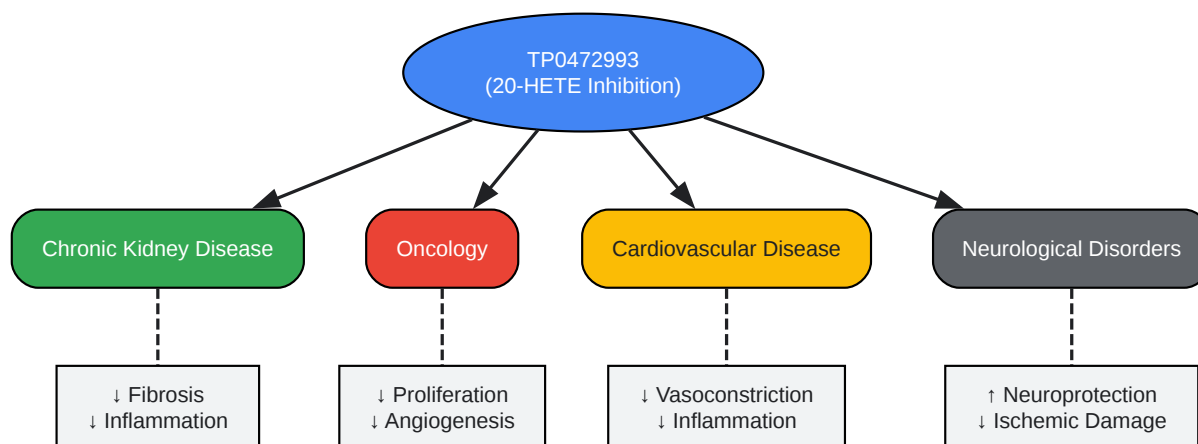 TP0472993
(20-HETE Inhibition)
Chronic Kidney Disease
Oncology
Cardiovascular Disease
Neurological Disorders
↓ Fibrosis
↓ Inflammation
↓ Proliferation
↓ Angiogenesis
↓ Vasoconstriction
↓ Inflammation
↑ Neuroprotection
↓ Ischemic Damage